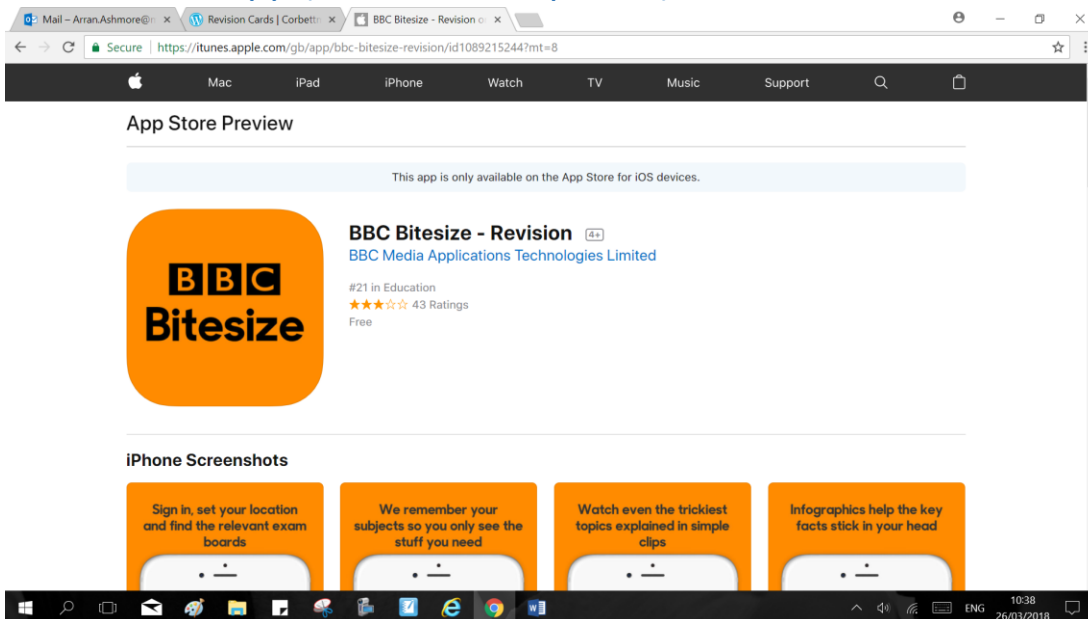 Mail – Arran.Ashmore@n
Revision Cards | Corbettm
BBC Bitesize - Revision o
Secure | https://itunes.apple.com/gb/app/bbc-bitesize-revision/id1089215244?mt=8
Mac iPad iPhone Watch TV Music Support
App Store Preview
This app is only available on the App Store for iOS devices.
BBC
Bitesize
BBC Bitesize - Revision 4+
BBC Media Applications Technologies Limited
#21 in Education
★★★☆☆ 43 Ratings
Free
iPhone Screenshots
Sign in, set your location
and find the relevant exam
boards
We remember your
subjects so you only see the
stuff you need
Watch even the trickiest
topics explained in simple
clips
Infographics help the key
facts stick in your head
ENG
10:38
26/03/2018